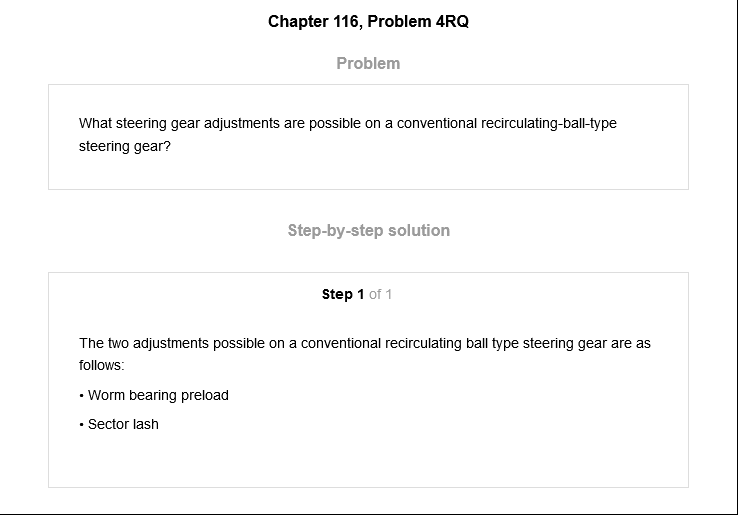 Chapter 116, Problem 4RQ
Problem
What steering gear adjustments are possible on a conventional recirculating-ball-type
steering gear?
Step-by-step solution
Step 1 of 1
The two adjustments possible on a conventional recirculating ball type steering gear are as
follows:
• Worm bearing preload
• Sector lash